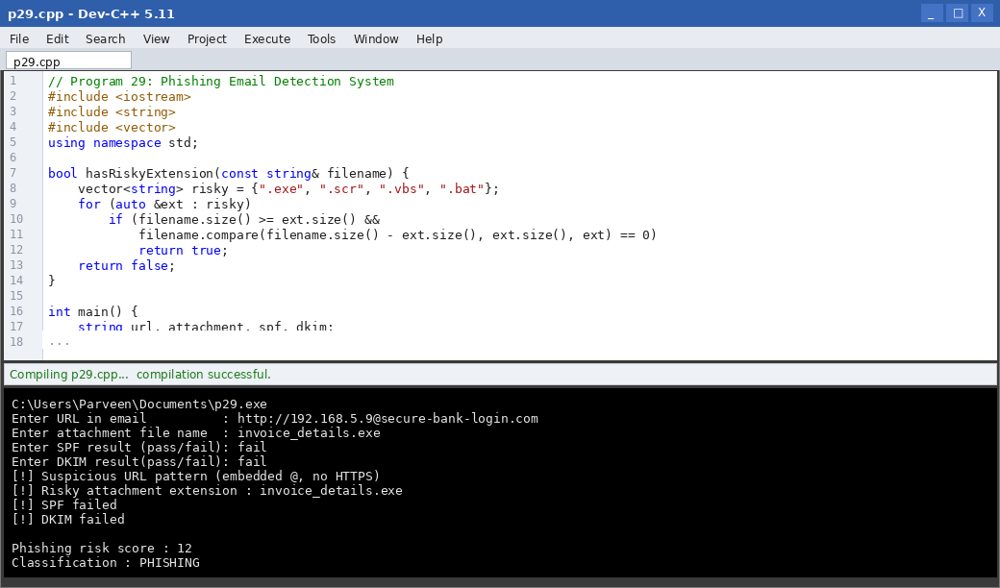 p29.cpp - Dev-C++ 5.11
_ □ X
File Edit Search View Project Execute Tools Window Help
p29.cpp
1 // Program 29: Phishing Email Detection System
2 #include <iostream>
3 #include <string>
4 #include <vector>
5 using namespace std;
6
7 bool hasRiskyExtension(const string& filename) {
8     vector<string> risky = {".exe", ".scr", ".vbs", ".bat"};
9     for (auto &ext : risky)
10         if (filename.size() >= ext.size() &&
11             filename.compare(filename.size() - ext.size(), ext.size(), ext) == 0)
12             return true;
13     return false;
14 }
15
16 int main() {
17     string url, attachment, spf, dkim;
18 ...
Compiling p29.cpp...  compilation successful.
C:\Users\Parveen\Documents\p29.exe
Enter URL in email          : http://192.168.5.9@secure-bank-login.com
Enter attachment file name  : invoice_details.exe
Enter SPF result (pass/fail): fail
Enter DKIM result(pass/fail): fail
[!] Suspicious URL pattern (embedded @, no HTTPS)
[!] Risky attachment extension : invoice_details.exe
[!] SPF failed
[!] DKIM failed

Phishing risk score : 12
Classification : PHISHING